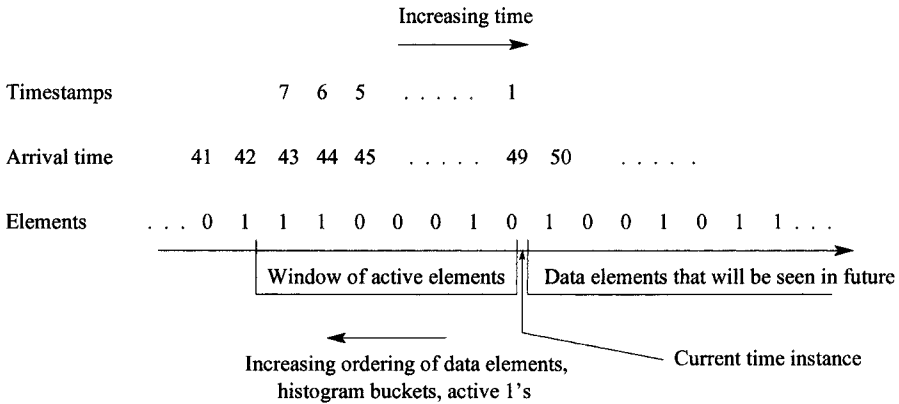 Increasing time
Timestamps 7 6 5 . . . . . 1
Arrival time 41 42 43 44 45 . . . . . 49 50 . . . . .
Elements . . . 0 1 1 1 0 0 0 1 0 1 0 0 1 0 1 1 . . .
Window of active elements Data elements that will be seen in future
Increasing ordering of data elements,
histogram buckets, active 1's
Current time instance